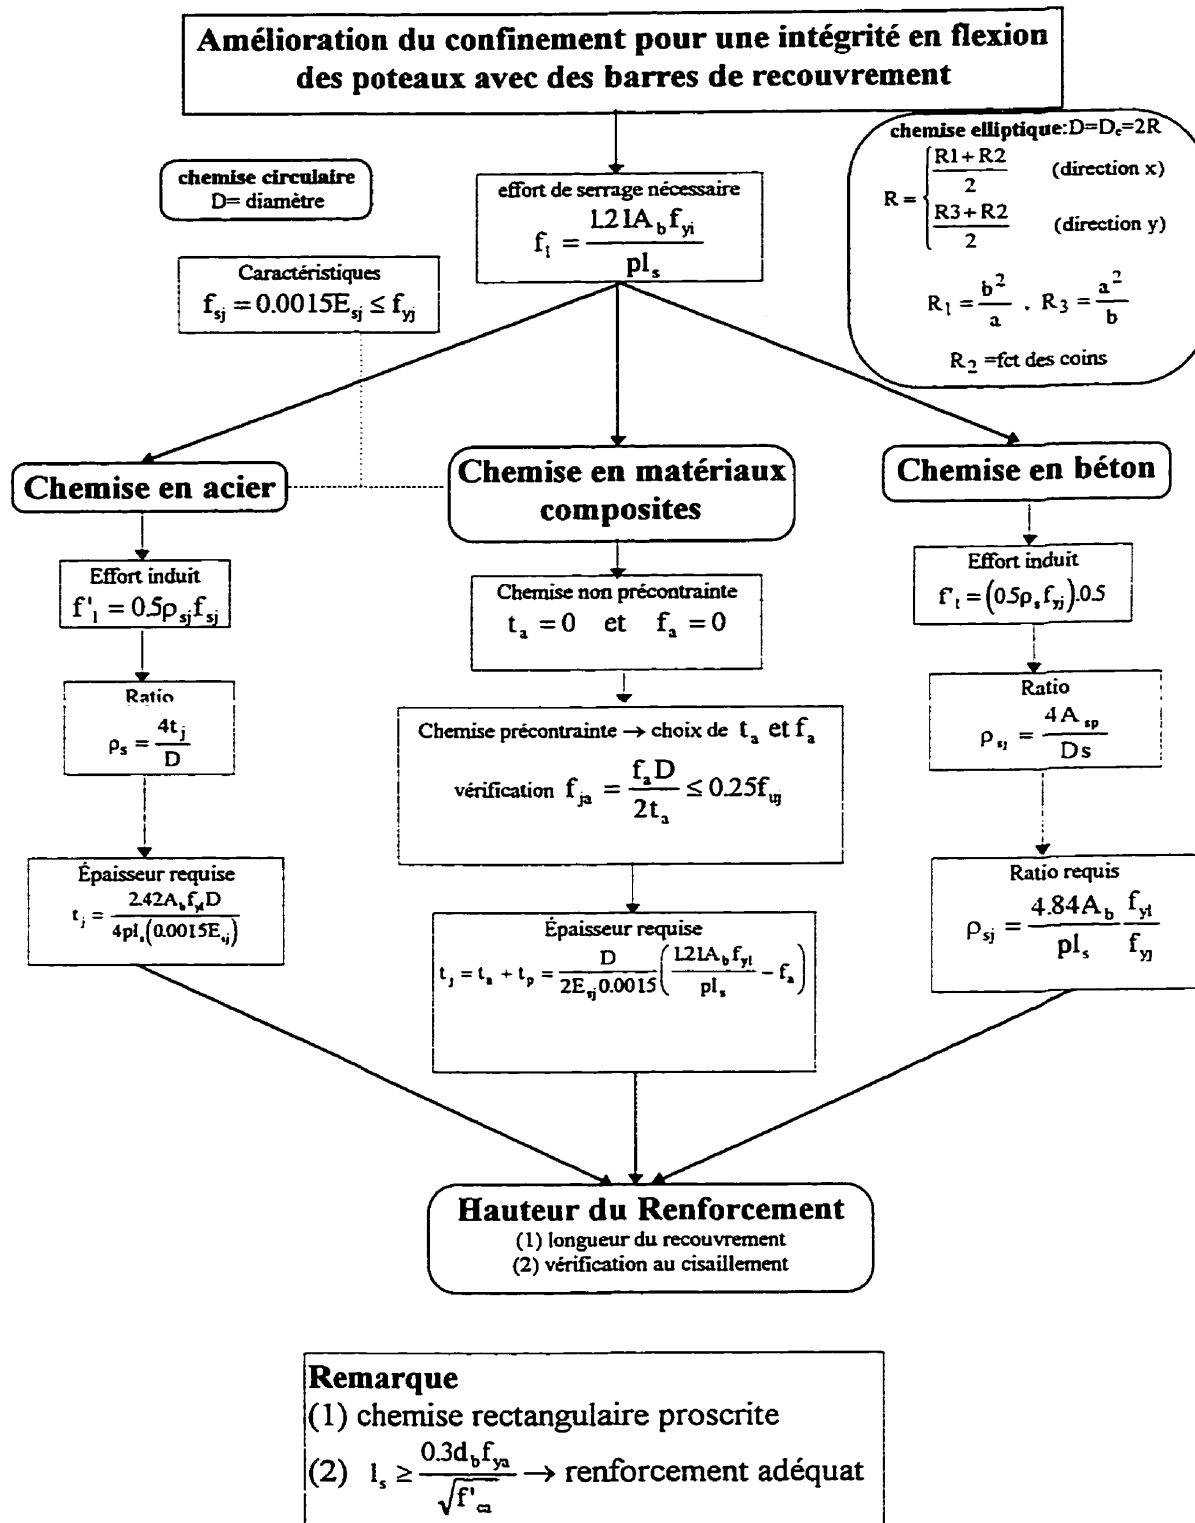 Amélioration du confinement pour une intégrité en flexion
des poteaux avec des barres de recouvrement
chemise circulaire
D= diamètre
effort de serrage nécessaire
f_l = 1.21A_b f_yl / pl_s
chemise elliptique:D=D_e=2R
R = { (R1+R2)/2 (direction x)
(R3+R2)/2 (direction y)
R_1 = b^2/a , R_3 = a^2/b
R_2 =fct des coins
Caractéristiques
f_sj = 0.0015E_sj ≤ f_yj
Chemise en acier
Chemise en matériaux
composites
Chemise en béton
Effort induit
f'_l = 0.5ρ_sj f_sj
Ratio
ρ_s = 4t_j / D
Épaisseur requise
t_j = 2.42A_b f_yl D / 4pl_s(0.0015E_sj)
Chemise non précontrainte
t_a = 0 et f_a = 0
Chemise précontrainte → choix de t_a et f_a
vérification f_ja = f_a D / 2t_a ≤ 0.25f_uj
Épaisseur requise
t_j = t_a + t_p = D / 2E_sj 0.0015 (1.21A_b f_yl / pl_s − f_a)
Effort induit
f'_l = (0.5ρ_s f_yj).0.5
Ratio
ρ_sj = 4A_sp / Ds
Ratio requis
ρ_sj = 4.84A_b / pl_s f_yl / f_yj
Hauteur du Renforcement
(1) longueur du recouvrement
(2) vérification au cisaillement
Remarque
(1) chemise rectangulaire proscrite
(2) l_s ≥ 0.3d_b f_ya / √f'_ca → renforcement adéquat